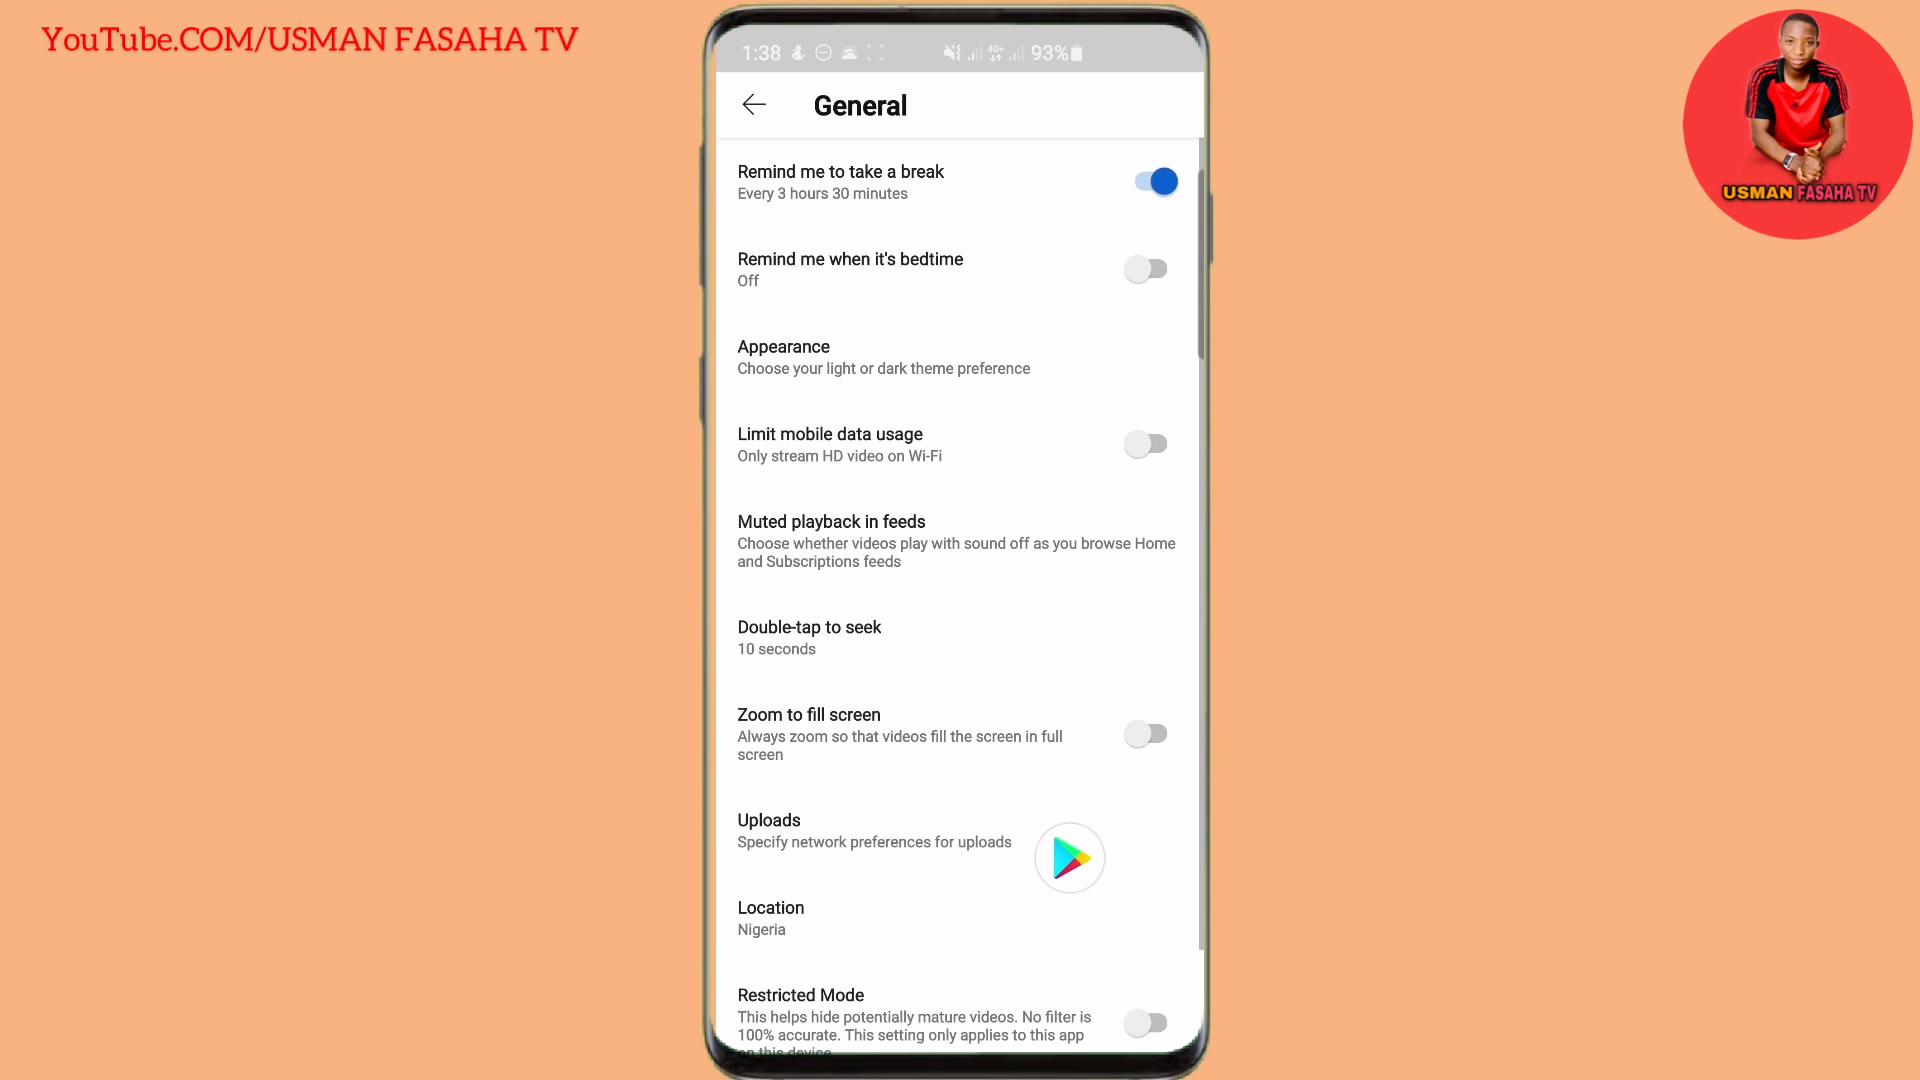 YouTube.COM/USMAN FASAHA TV
USMAN FASAHA TV
1:38
4G+
93%
General
Remind me to take a break
Every 3 hours 30 minutes
Remind me when it's bedtime
Off
Appearance
Choose your light or dark theme preference
Limit mobile data usage
Only stream HD video on Wi-Fi
Muted playback in feeds
Choose whether videos play with sound off as you browse Home
and Subscriptions feeds
Double-tap to seek
10 seconds
Zoom to fill screen
Always zoom so that videos fill the screen in full
screen
Uploads
Specify network preferences for uploads
Location
Nigeria
Restricted Mode
This helps hide potentially mature videos. No filter is
100% accurate. This setting only applies to this app
on this device.